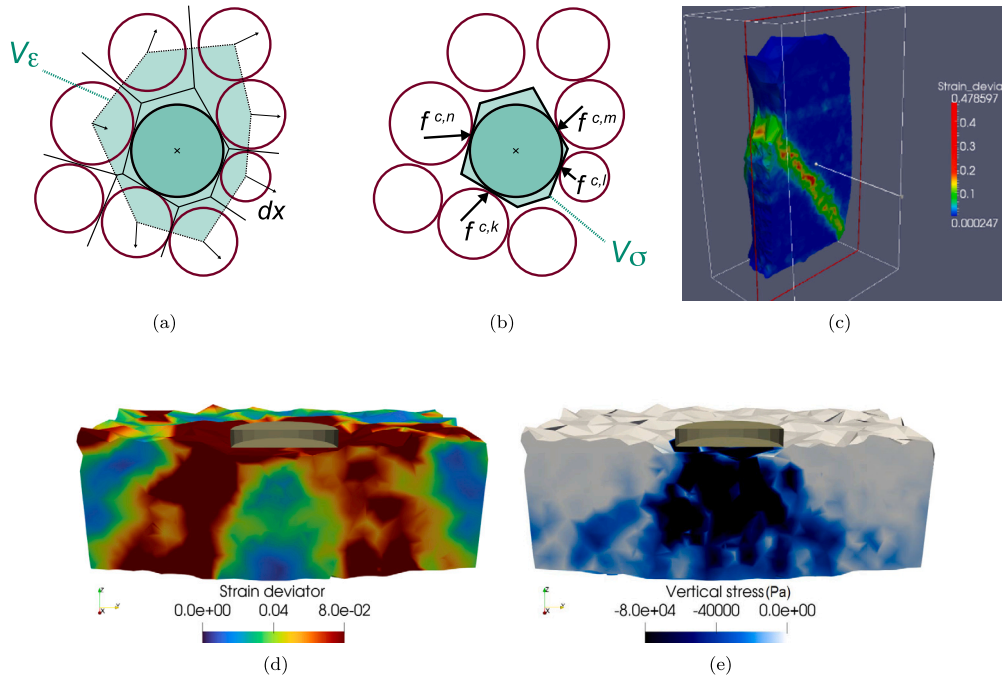 Vε
dx
(a)
f c,n
f c,m
f c,l
f c,k
Vσ
(b)
Strain_devia
0,478597
0.4
0.3
0.2
0.1
0.000247
(c)
Strain deviator
0.0e+00 0.04 8.0e-02
z
y
x
(d)
Vertical stress(Pa)
-8.0e+04 -40000 0.0e+00
z
y
x
(e)